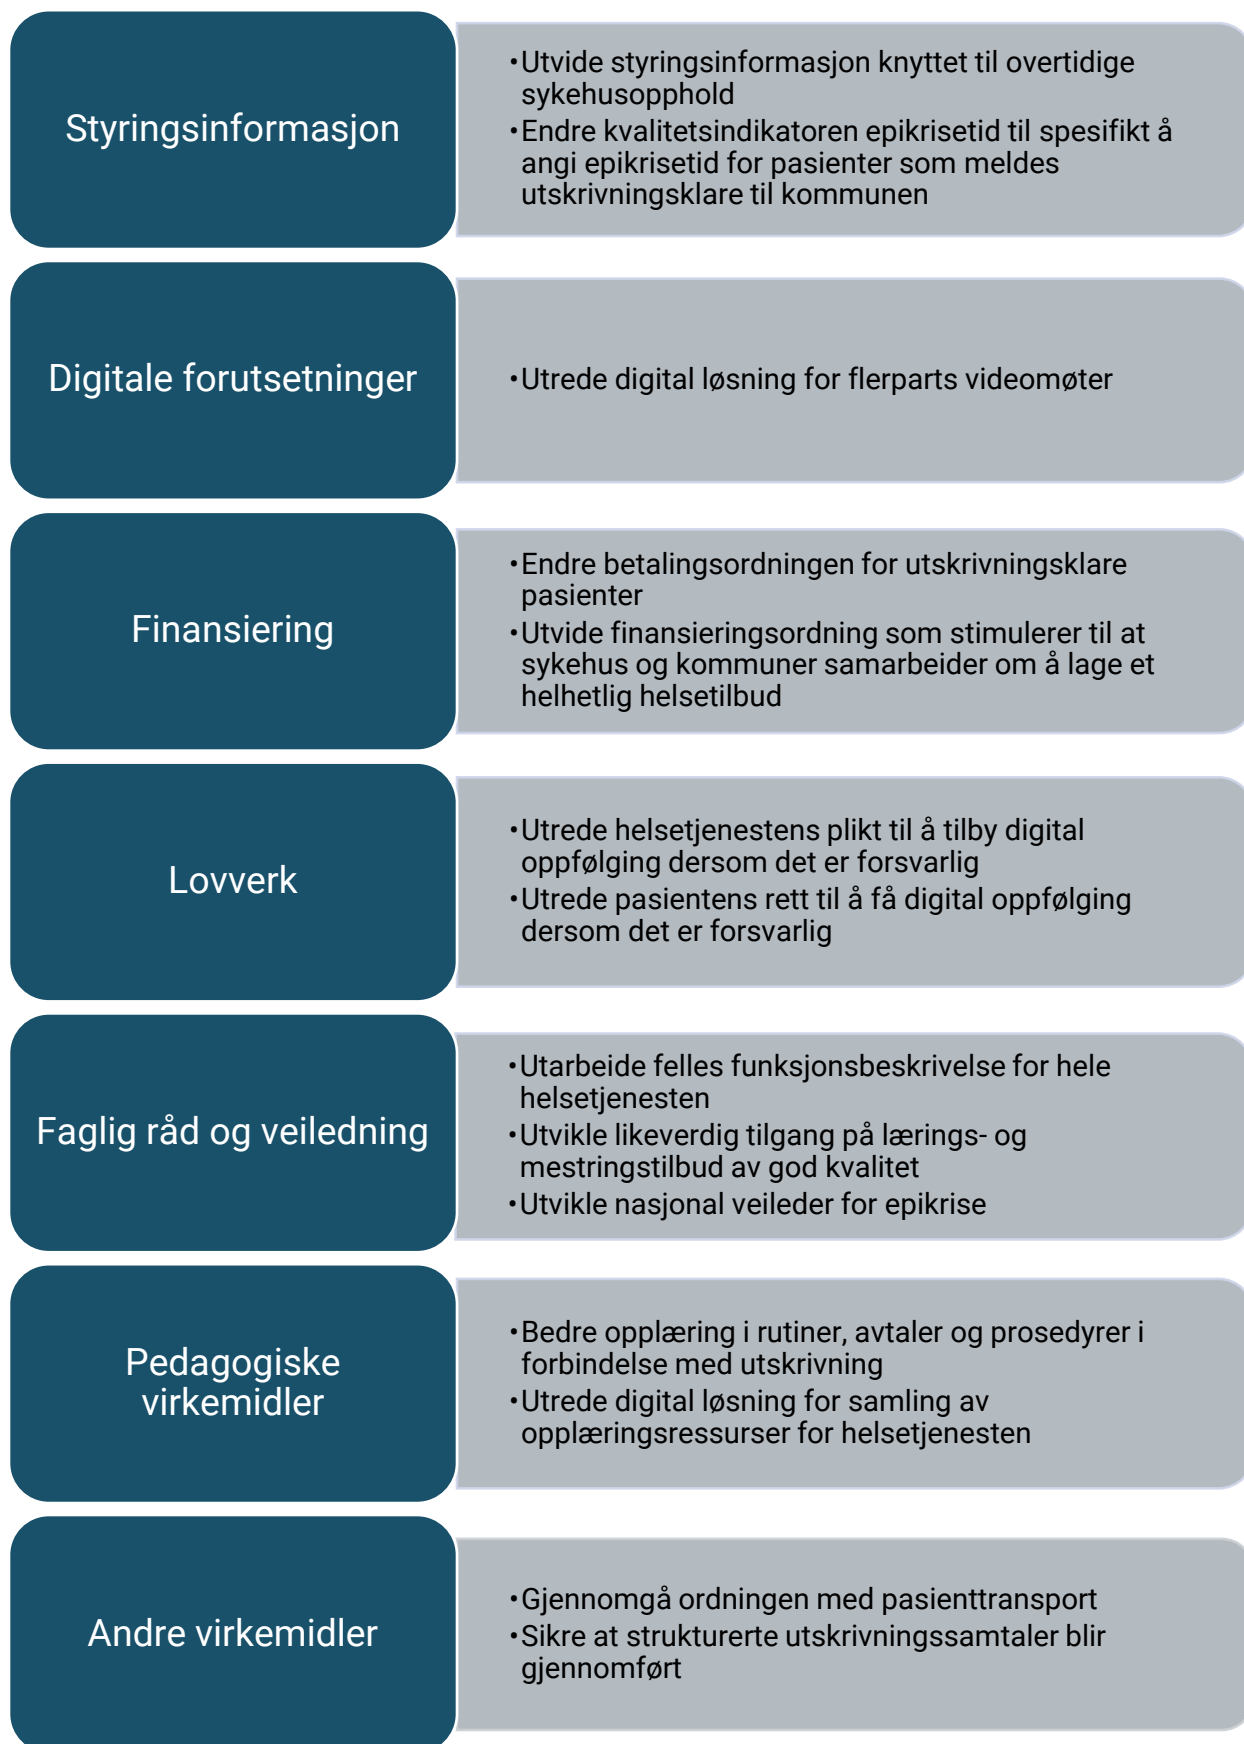 Styringsinformasjon
•Utvide styringsinformasjon knyttet til overtidige
sykehusopphold
•Endre kvalitetsindikatoren epikrisetid til spesifikt å
angi epikrisetid for pasienter som meldes
utskrivningsklare til kommunen
Digitale forutsetninger
•Utrede digital løsning for flerparts videomøter
Finansiering
•Endre betalingsordningen for utskrivningsklare
pasienter
•Utvide finansieringsordning som stimulerer til at
sykehus og kommuner samarbeider om å lage et
helhetlig helsetilbud
Lovverk
•Utrede helsetjenestens plikt til å tilby digital
oppfølging dersom det er forsvarlig
•Utrede pasientens rett til å få digital oppfølging
dersom det er forsvarlig
Faglig råd og veiledning
•Utarbeide felles funksjonsbeskrivelse for hele
helsetjenesten
•Utvikle likeverdig tilgang på lærings- og
mestringstilbud av god kvalitet
•Utvikle nasjonal veileder for epikrise
Pedagogiske
virkemidler
•Bedre opplæring i rutiner, avtaler og prosedyrer i
forbindelse med utskrivning
•Utrede digital løsning for samling av
opplæringsressurser for helsetjenesten
Andre virkemidler
•Gjennomgå ordningen med pasienttransport
•Sikre at strukturerte utskrivningssamtaler blir
gjennomført